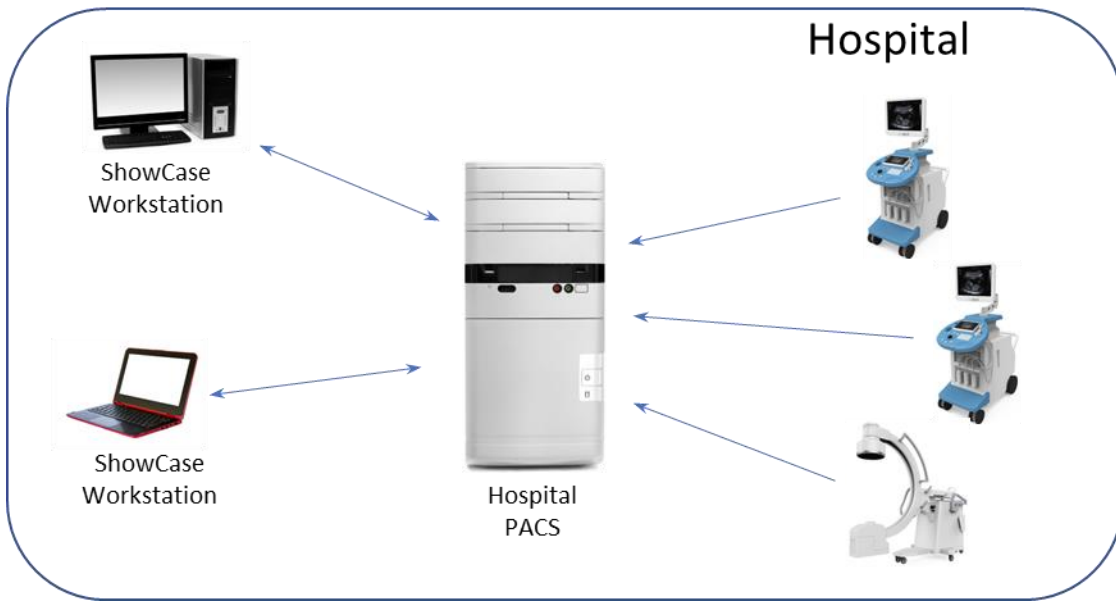 Hospital
ShowCase
Workstation
ShowCase
Workstation
Hospital
PACS